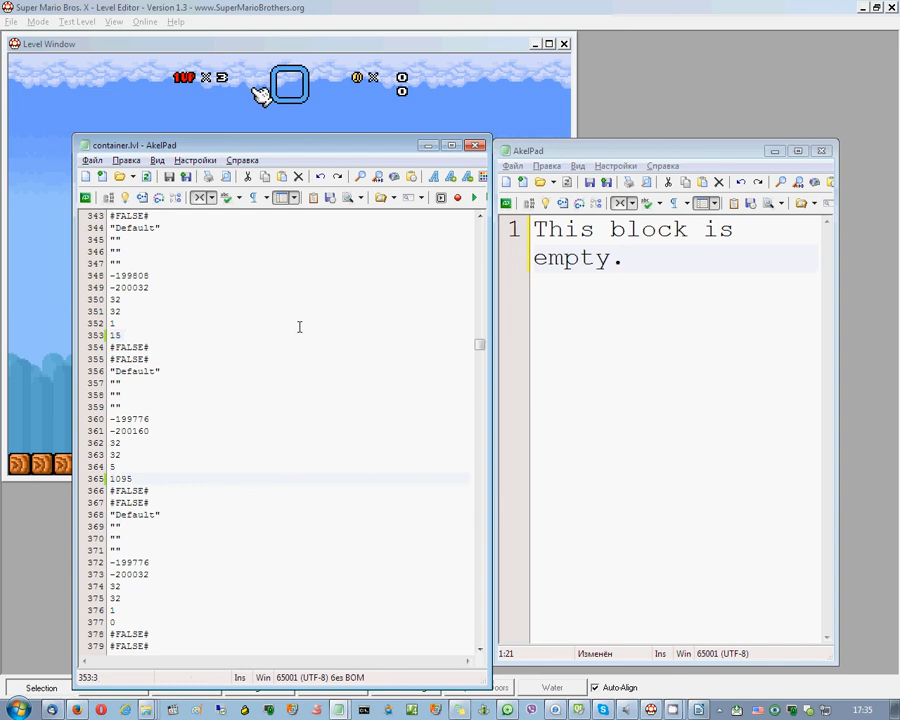 Super Mario Bros. X - Level Editor - Version 1.3 - www.SuperMarioBrothers.org
File Mode Test Level View Online Help
Level Window
1UP X 3
X 0
0
container.lvl - AkelPad
Файл Правка Вид Настройки Справка
343 #FALSE#
344 "Default"
345 ""
346 ""
347 ""
348 -199808
349 -200032
350 32
351 32
352 1
353 15
354 #FALSE#
355 #FALSE#
356 "Default"
357 ""
358 ""
359 ""
360 -199776
361 -200160
362 32
363 32
364 5
365 1095
366 #FALSE#
367 #FALSE#
368 "Default"
369 ""
370 ""
371 ""
372 -199776
373 -200032
374 32
375 32
376 1
377 0
378 #FALSE#
379 #FALSE#
353:3 Ins Win 65001 (UTF-8) без BOM
AkelPad
Файл Правка Вид Настройки Справка
1 This block is
empty.
1:21 Изменён Ins Win 65001 (UTF-8)
Selection
Water
Auto-Align
17:35